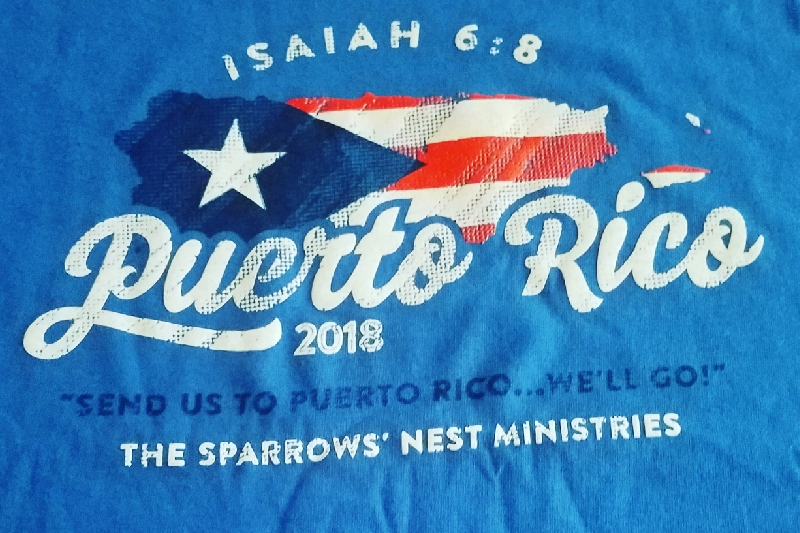 ISAIAH 6:8
Puerto Rico
2018
"SEND US TO PUERTO RICO...WE'LL GO!"
THE SPARROWS' NEST MINISTRIES